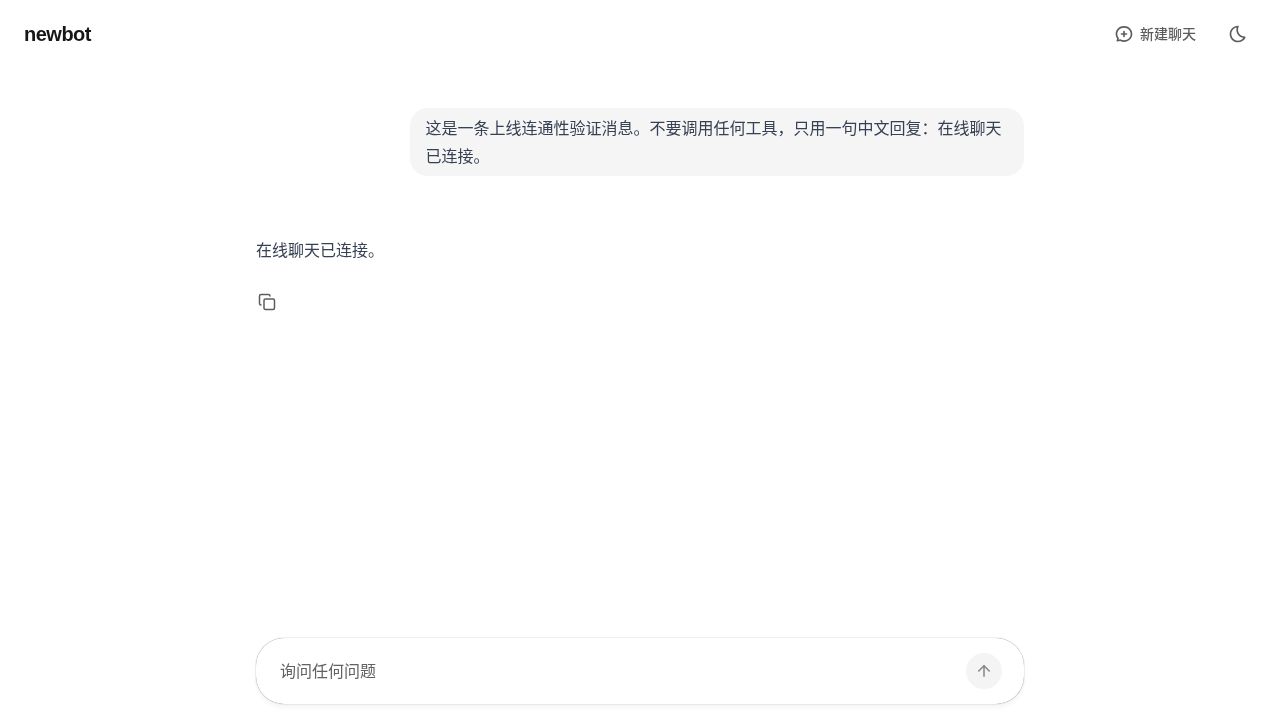 newbot
新建聊天
这是一条上线连通性验证消息。不要调用任何工具，只用一句中文回复：在线聊天
已连接。
在线聊天已连接。
询问任何问题